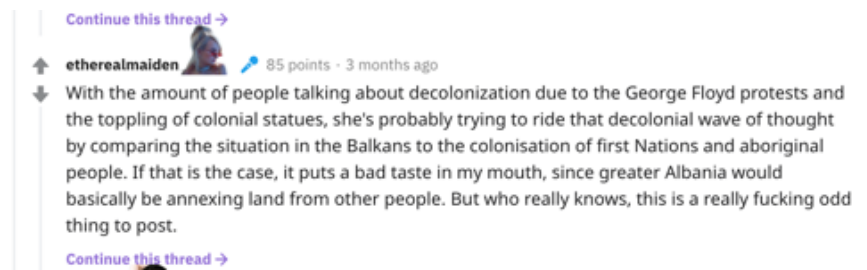 Continue this thread →
etherealmaiden 85 points · 3 months ago
With the amount of people talking about decolonization due to the George Floyd protests and
the toppling of colonial statues, she's probably trying to ride that decolonial wave of thought
by comparing the situation in the Balkans to the colonisation of first Nations and aboriginal
people. If that is the case, it puts a bad taste in my mouth, since greater Albania would
basically be annexing land from other people. But who really knows, this is a really fucking odd
thing to post.
Continue this thread →